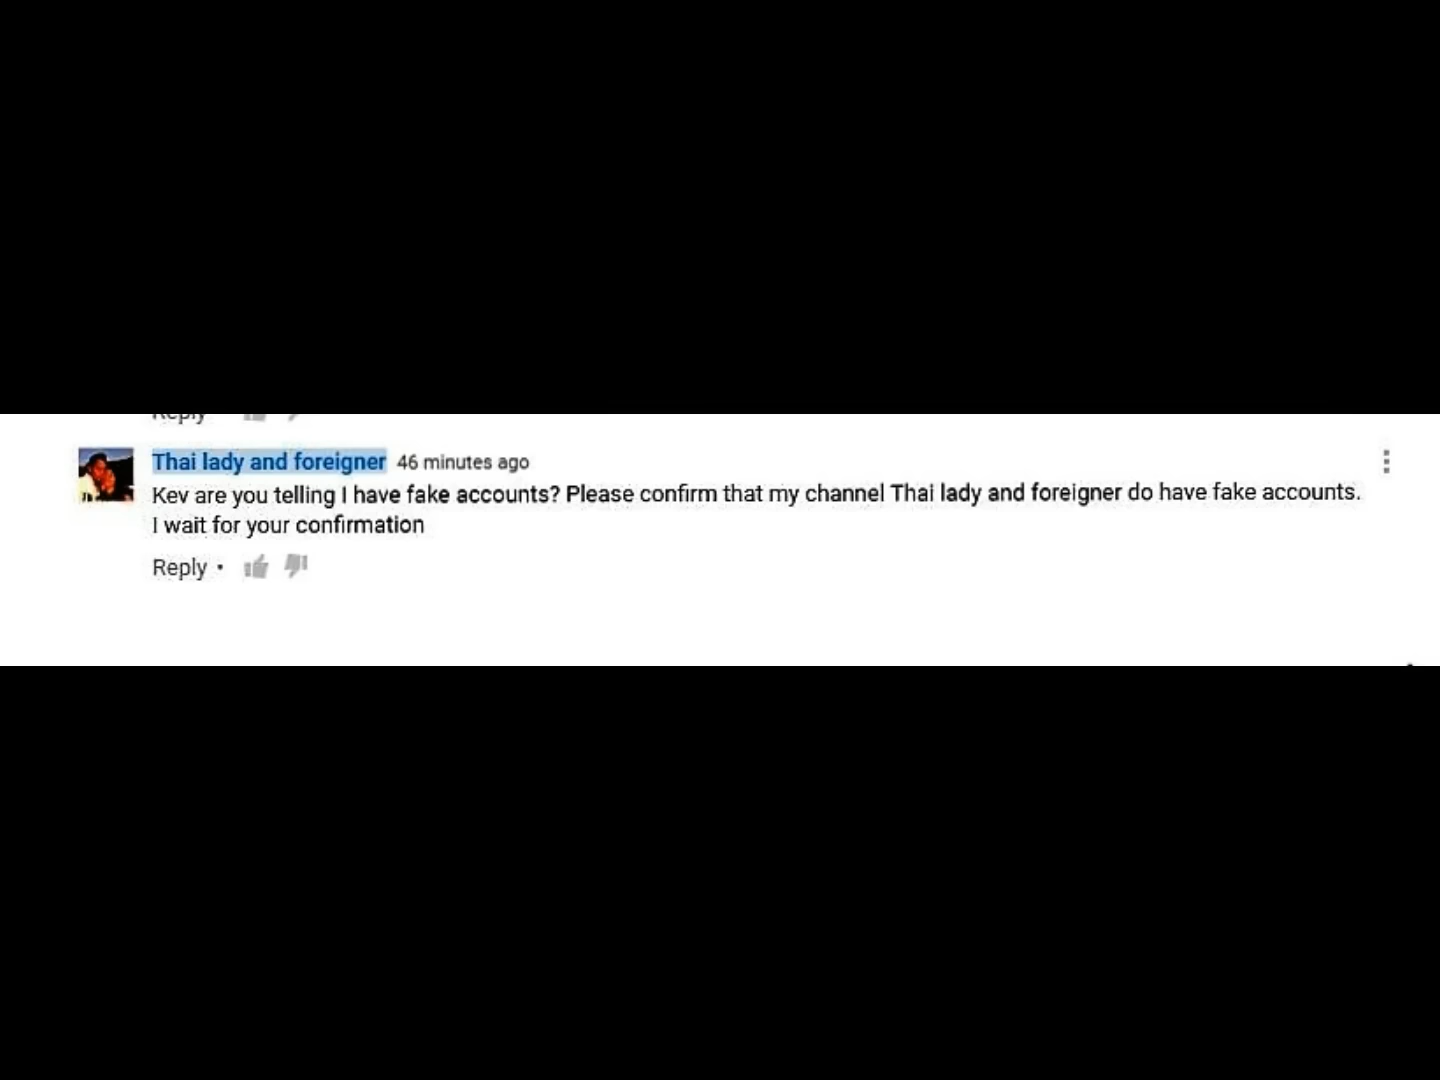 Reply
Thai lady and foreigner 46 minutes ago
Kev are you telling I have fake accounts? Please confirm that my channel Thai lady and foreigner do have fake accounts.
I wait for your confirmation
Reply •